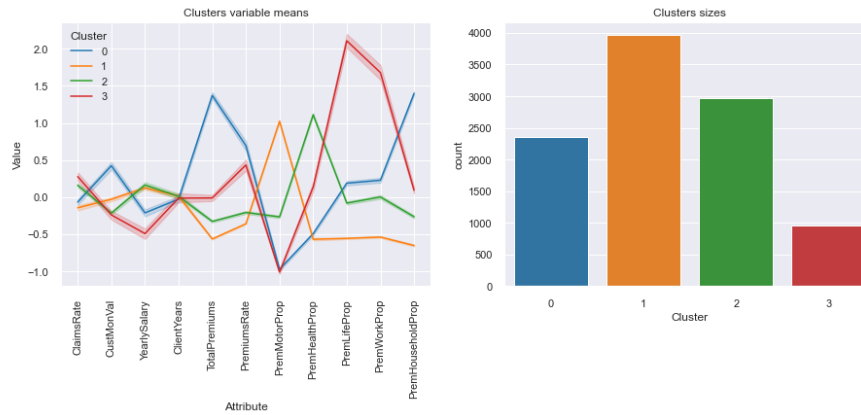 Clusters variable means
Cluster
0
1
2
3
2.0
1.5
1.0
0.5
0.0
−0.5
−1.0
Value
ClaimsRate
CustMonVal
YearlySalary
ClientYears
TotalPremiums
PremiumsRate
PremMotorProp
PremHealthProp
PremLifeProp
PremWorkProp
PremHouseholdProp
Attribute
Clusters sizes
4000
3500
3000
2500
2000
1500
1000
500
0
count
0 1 2 3
Cluster